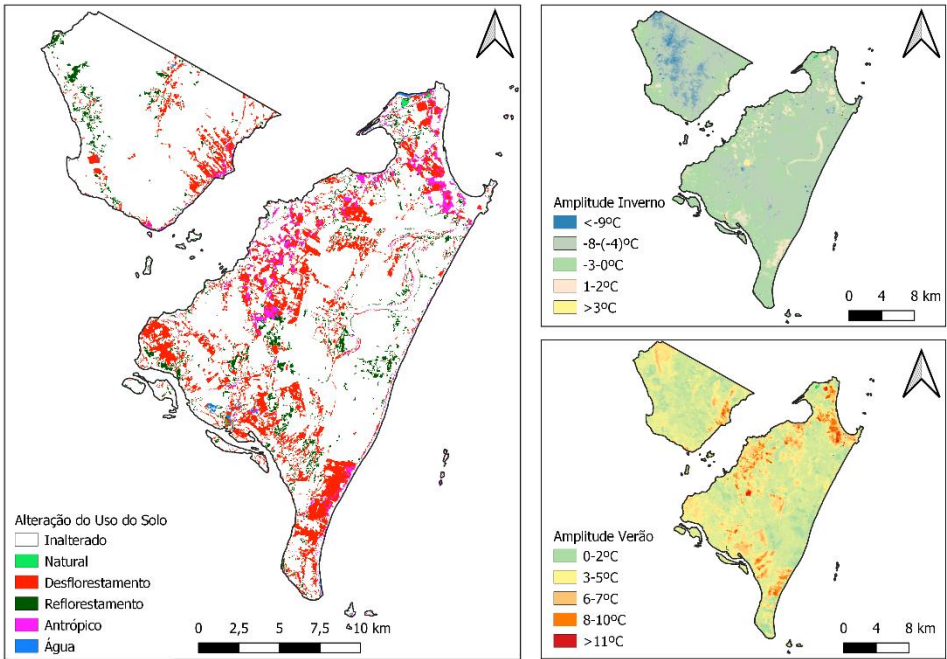 Alteração do Uso do Solo
Inalterado
Natural
Desflorestamento
Reflorestamento
Antrópico
Água
0 2,5 5 7,5 10 km
Amplitude Inverno
<-9ºC
-8-(-4)ºC
-3-0ºC
1-2ºC
>3ºC
0 4 8 km
Amplitude Verão
0-2ºC
3-5ºC
6-7ºC
8-10ºC
>11ºC
0 4 8 km